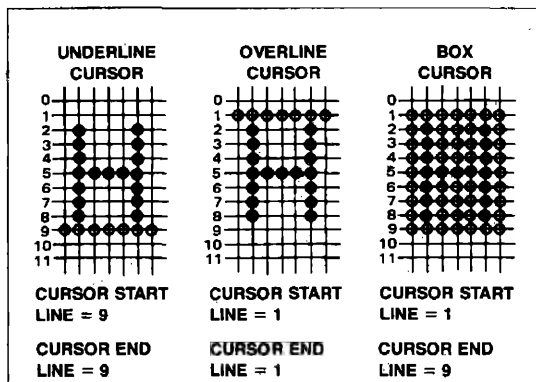 UNDERLINE
CURSOR
0
1
2
3
4
5
6
7
8
9
10
11
CURSOR START
LINE = 9
CURSOR END
LINE = 9
OVERLINE
CURSOR
0
1
2
3
4
5
6
7
8
9
10
11
CURSOR START
LINE = 1
CURSOR END
LINE = 1
BOX
CURSOR
0
1
2
3
4
5
6
7
8
9
10
11
CURSOR START
LINE = 1
CURSOR END
LINE = 9